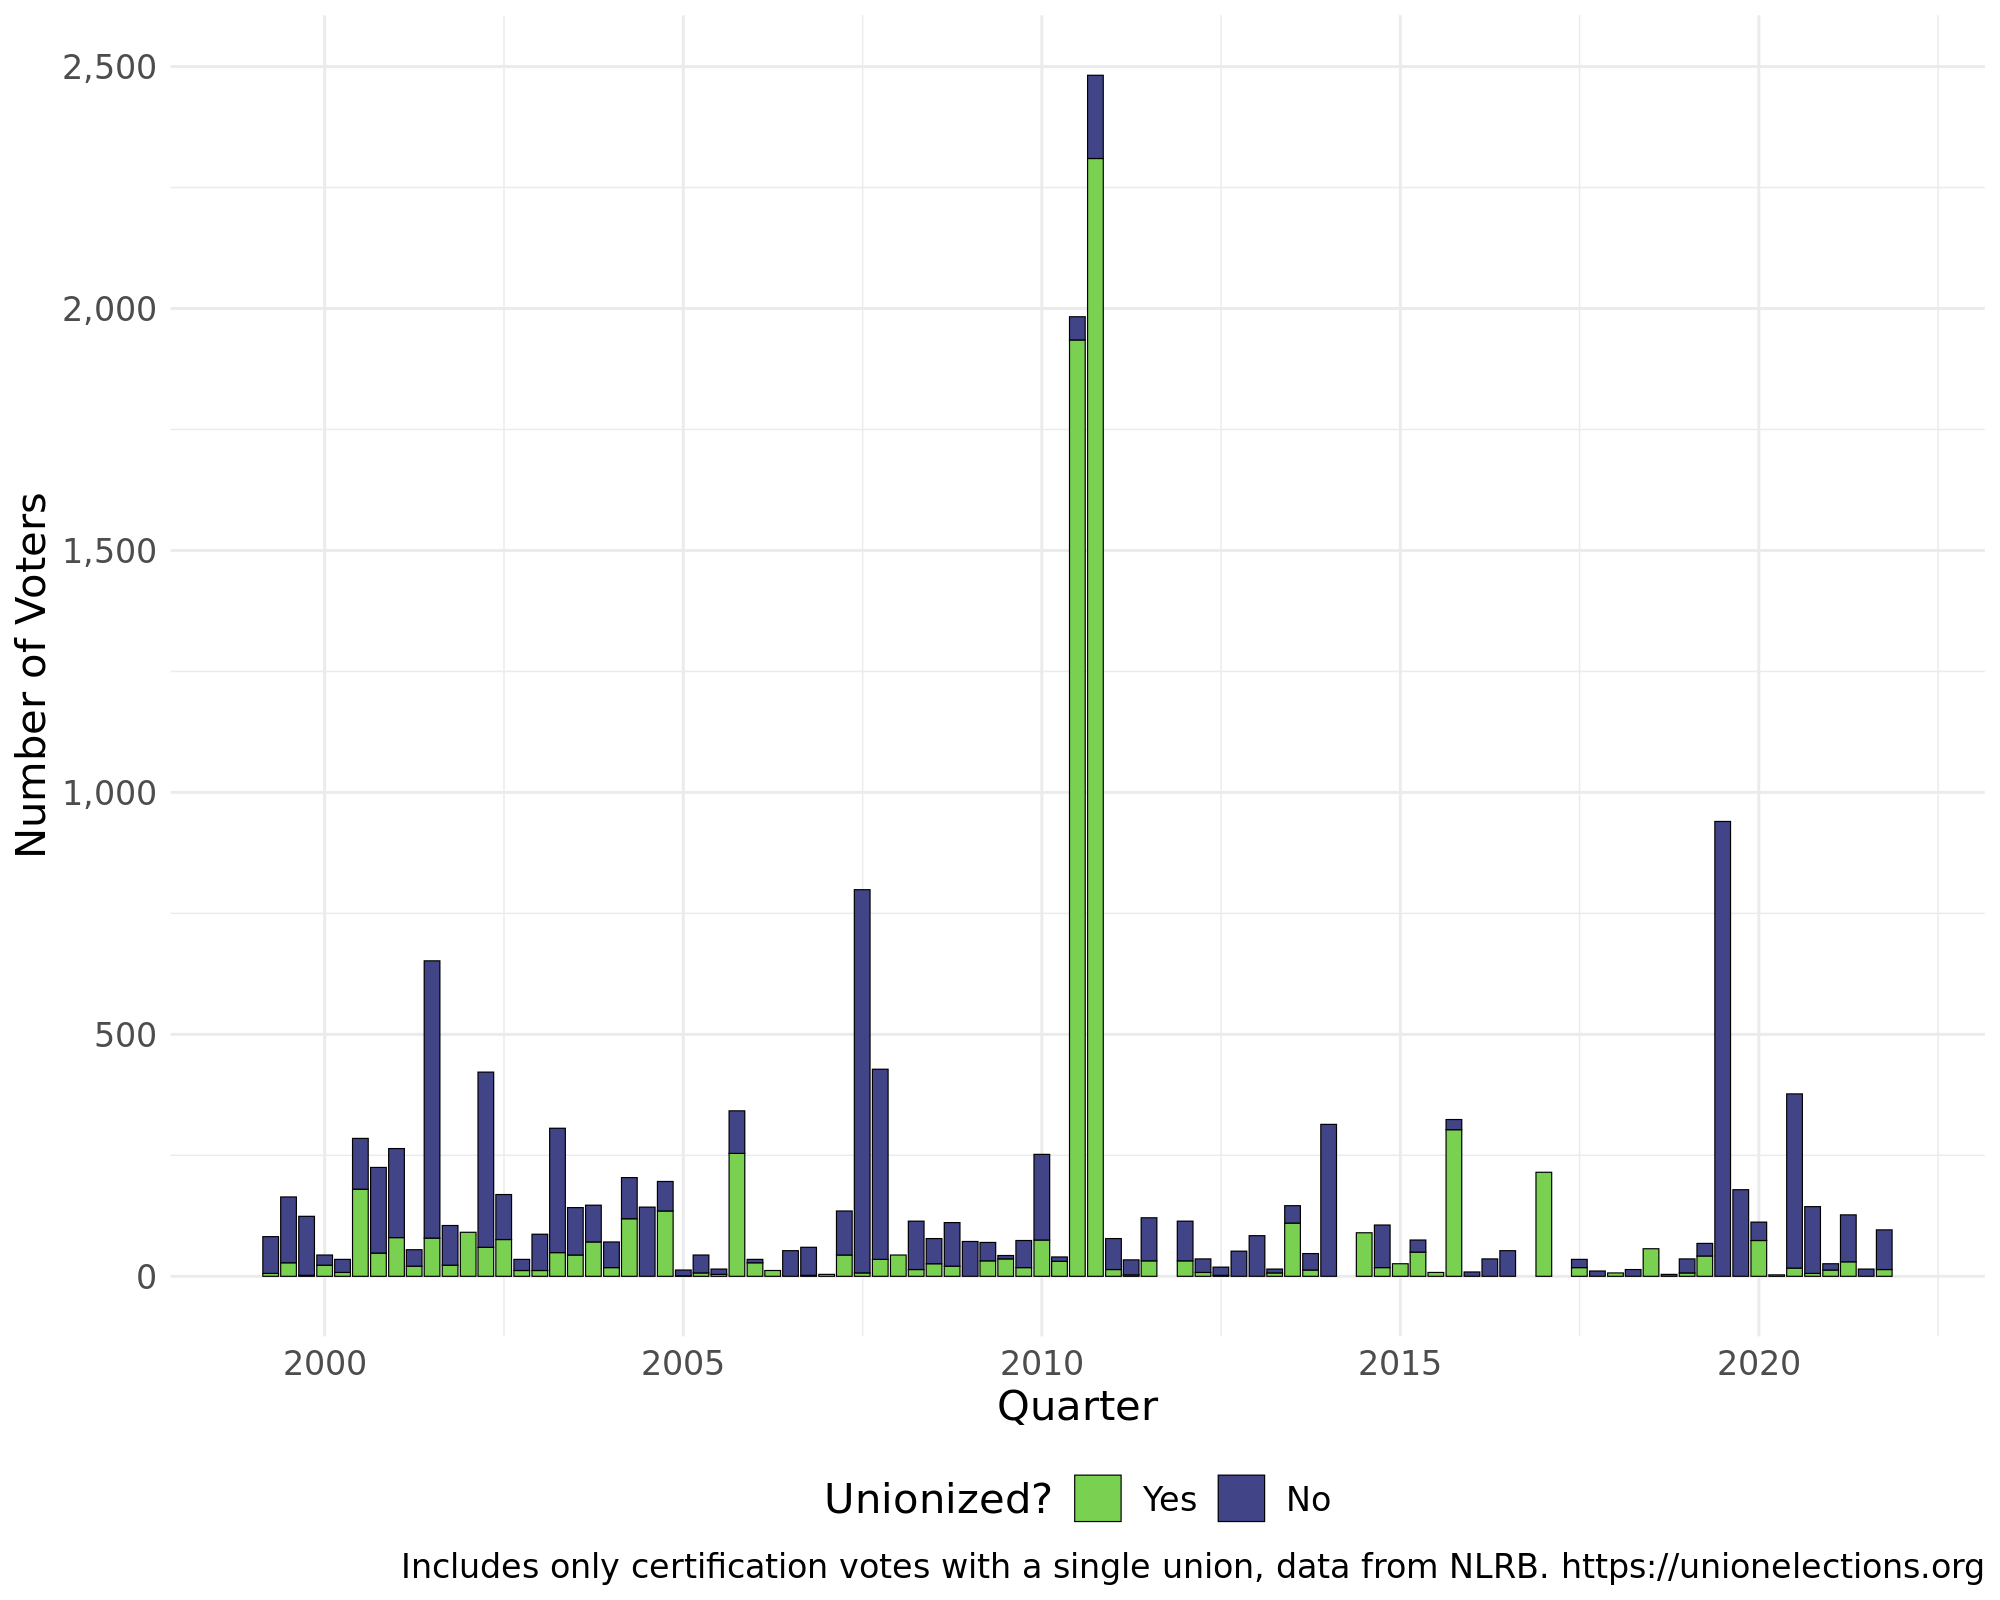 2,500
2,000
1,500
1,000
500
0
Number of Voters
2000 2005 2010 2015 2020
Quarter
Unionized? Yes No
Includes only certification votes with a single union, data from NLRB. https://unionelections.org